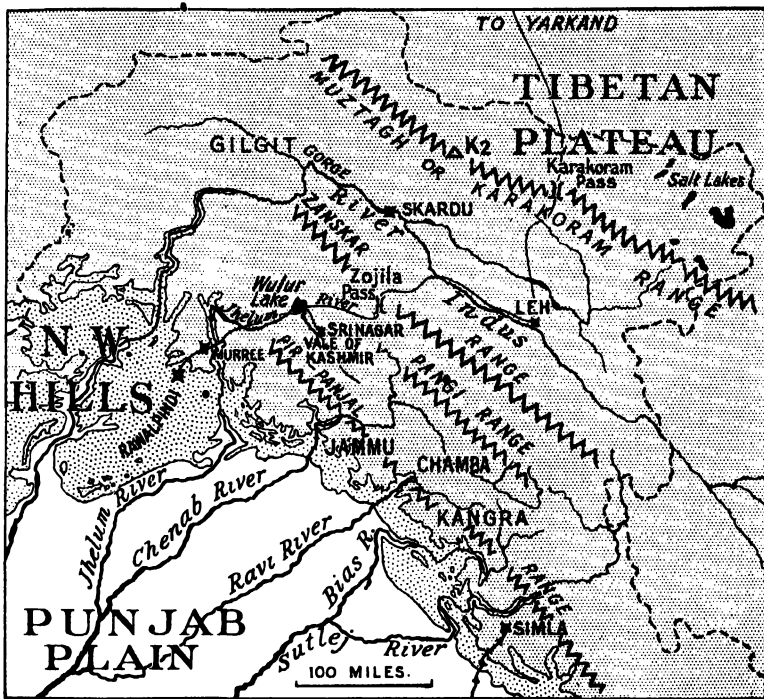 TO YARKAND
TIBETAN
PLATEAU
MUZTAGH OR KARAKORAM RANGE
K2
Karakoram
Pass
Salt Lakes
GILGIT
GORGE
River
SKARDU
ZANSKAR
Zojila
Pass
Wulur
Lake
Jhelum River
Indus
LEH
SRINAGAR
VALE OF
KASHMIR
RANGE
N.W.
HILLS
MURREE
RAWALPINDI
PIR PANJAL
PANGI RANGE
JAMMU
CHAMBA
KANGRA
Jhelum River
Chenab River
Ravi River
Bias R.
RANGE
SIMLA
PUNJAB
PLAIN
Sutlej River
100 MILES.